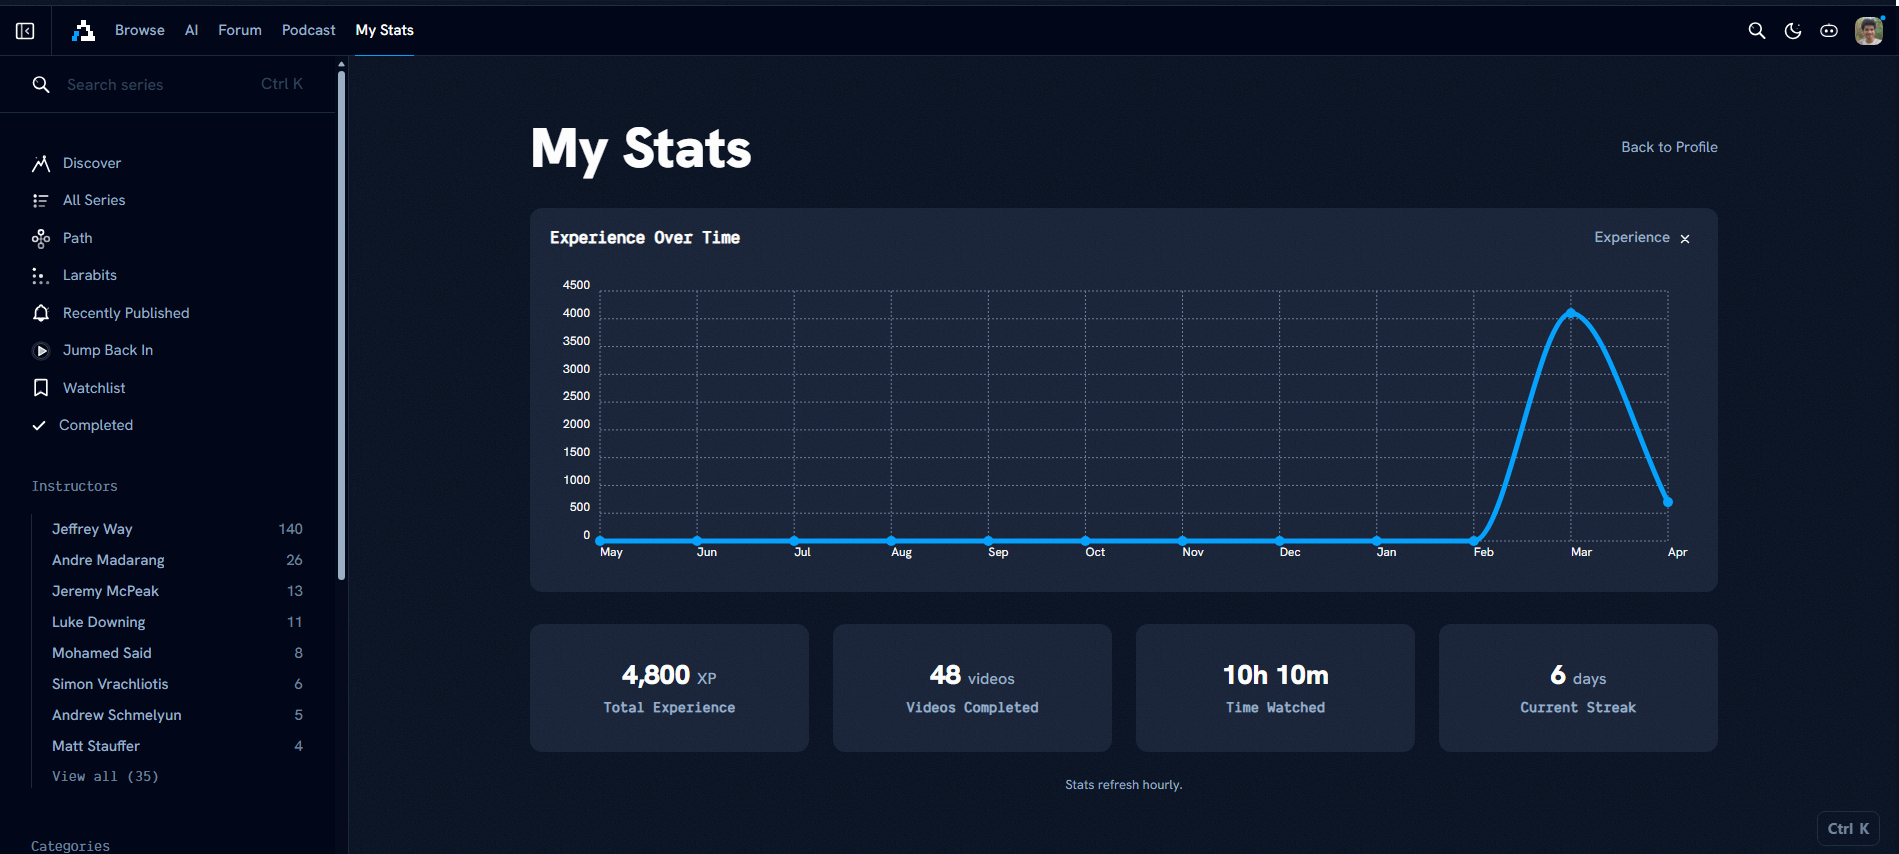 Browse AI Forum Podcast My Stats
Search series Ctrl K
Discover
All Series
Path
Larabits
Recently Published
Jump Back In
Watchlist
Completed
Instructors
Jeffrey Way 140
Andre Madarang 26
Jeremy McPeak 13
Luke Downing 11
Mohamed Said 8
Simon Vrachliotis 6
Andrew Schmelyun 5
Matt Stauffer 4
View all (35)
Categories
My Stats
Back to Profile
Experience Over Time
Experience ×
4500
4000
3500
3000
2500
2000
1500
1000
500
0
May Jun Jul Aug Sep Oct Nov Dec Jan Feb Mar Apr
4,800 XP
Total Experience
48 videos
Videos Completed
10h 10m
Time Watched
6 days
Current Streak
Stats refresh hourly.
Ctrl K